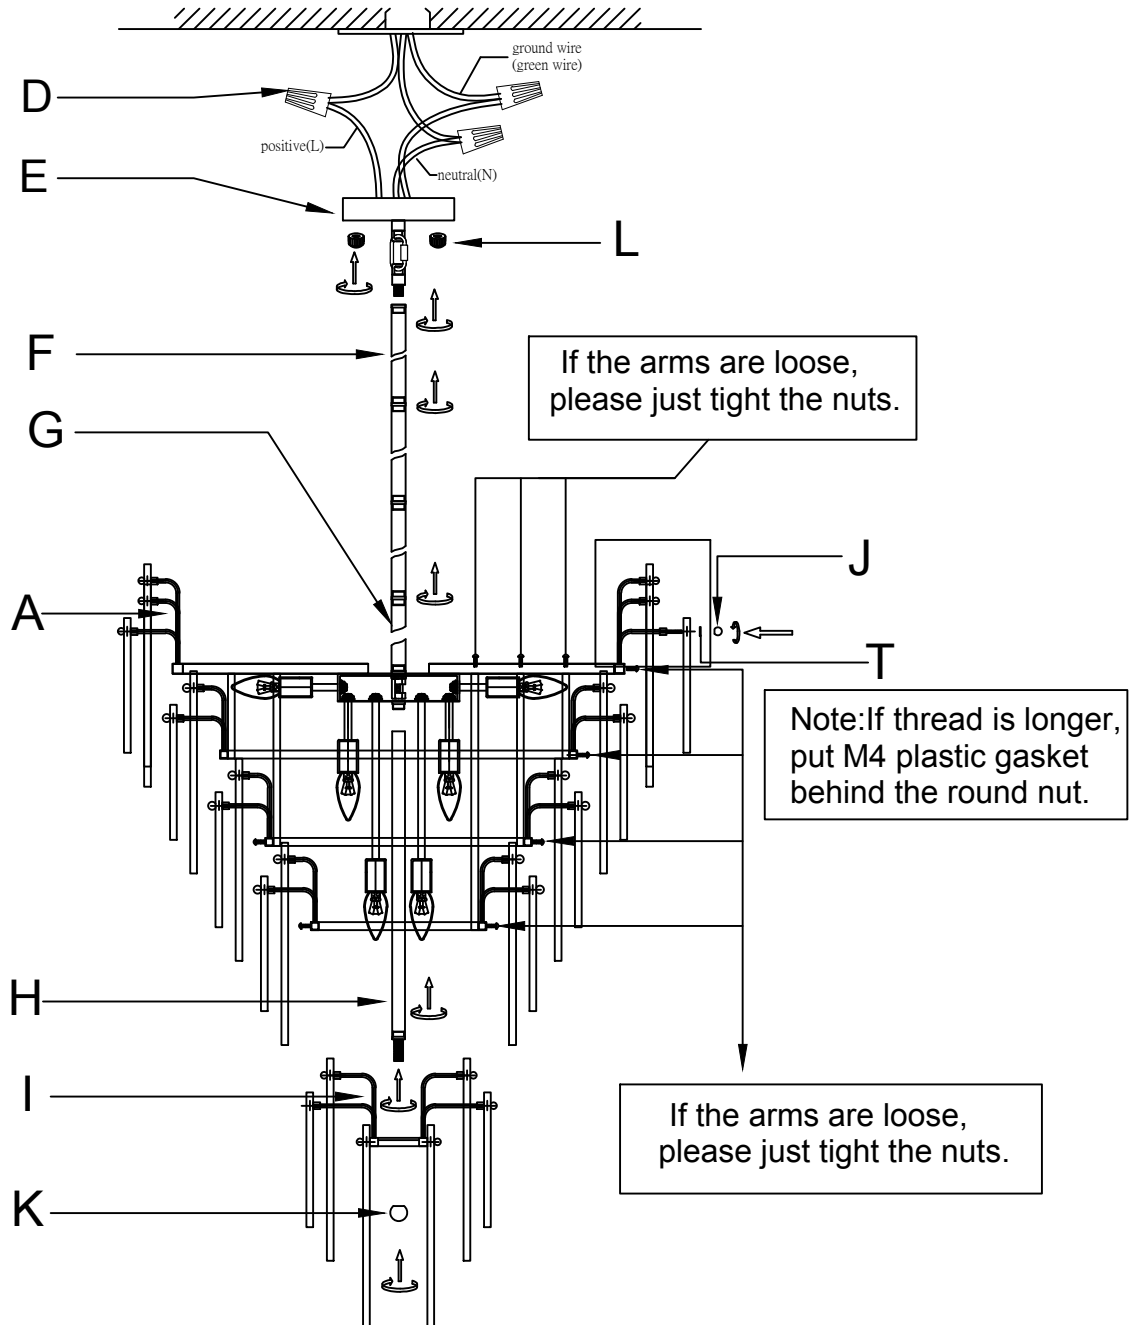 ground wire
(green wire)
D
positive(L)
neutral(N)
E
L
F
If the arms are loose,
please just tight the nuts.
G
J
A
T
Note:If thread is longer,
put M4 plastic gasket
behind the round nut.
H
I
If the arms are loose,
please just tight the nuts.
K